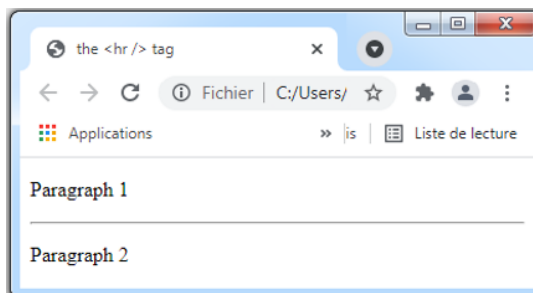 the <hr /> tag
Fichier | C:/Users/
Applications » is Liste de lecture
Paragraph 1
Paragraph 2